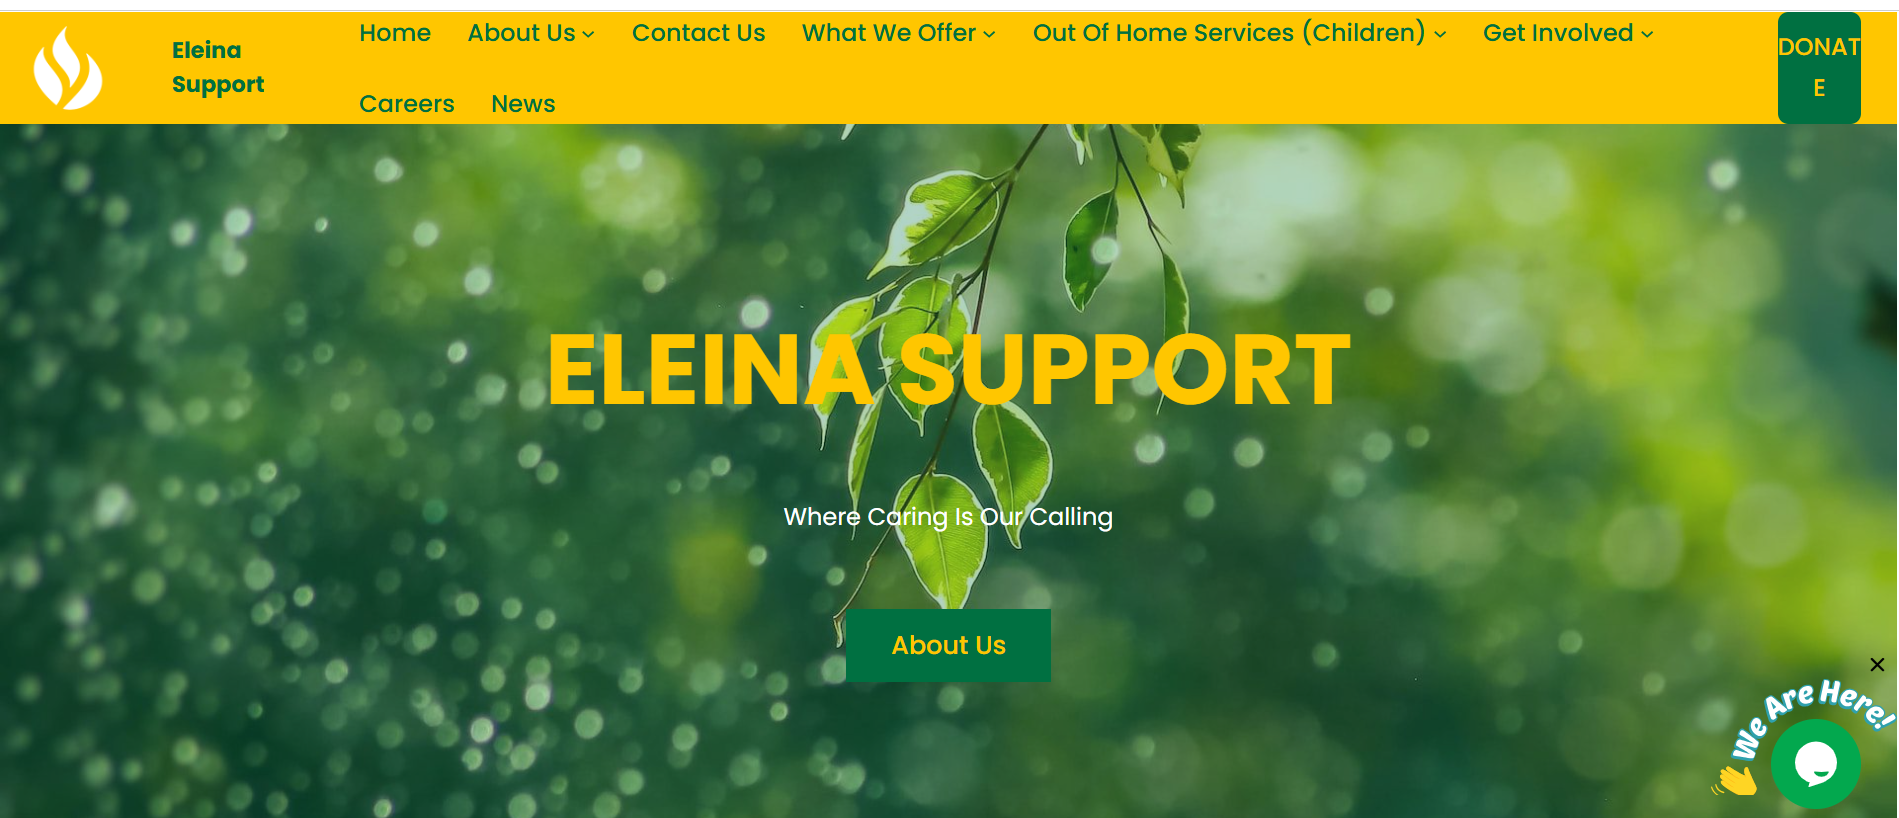 Eleina
Support
Home About Us Contact Us What We Offer Out Of Home Services (Children) Get Involved
Careers News
DONAT
E
ELEINA SUPPORT
Where Caring Is Our Calling
About Us
We Are Here!